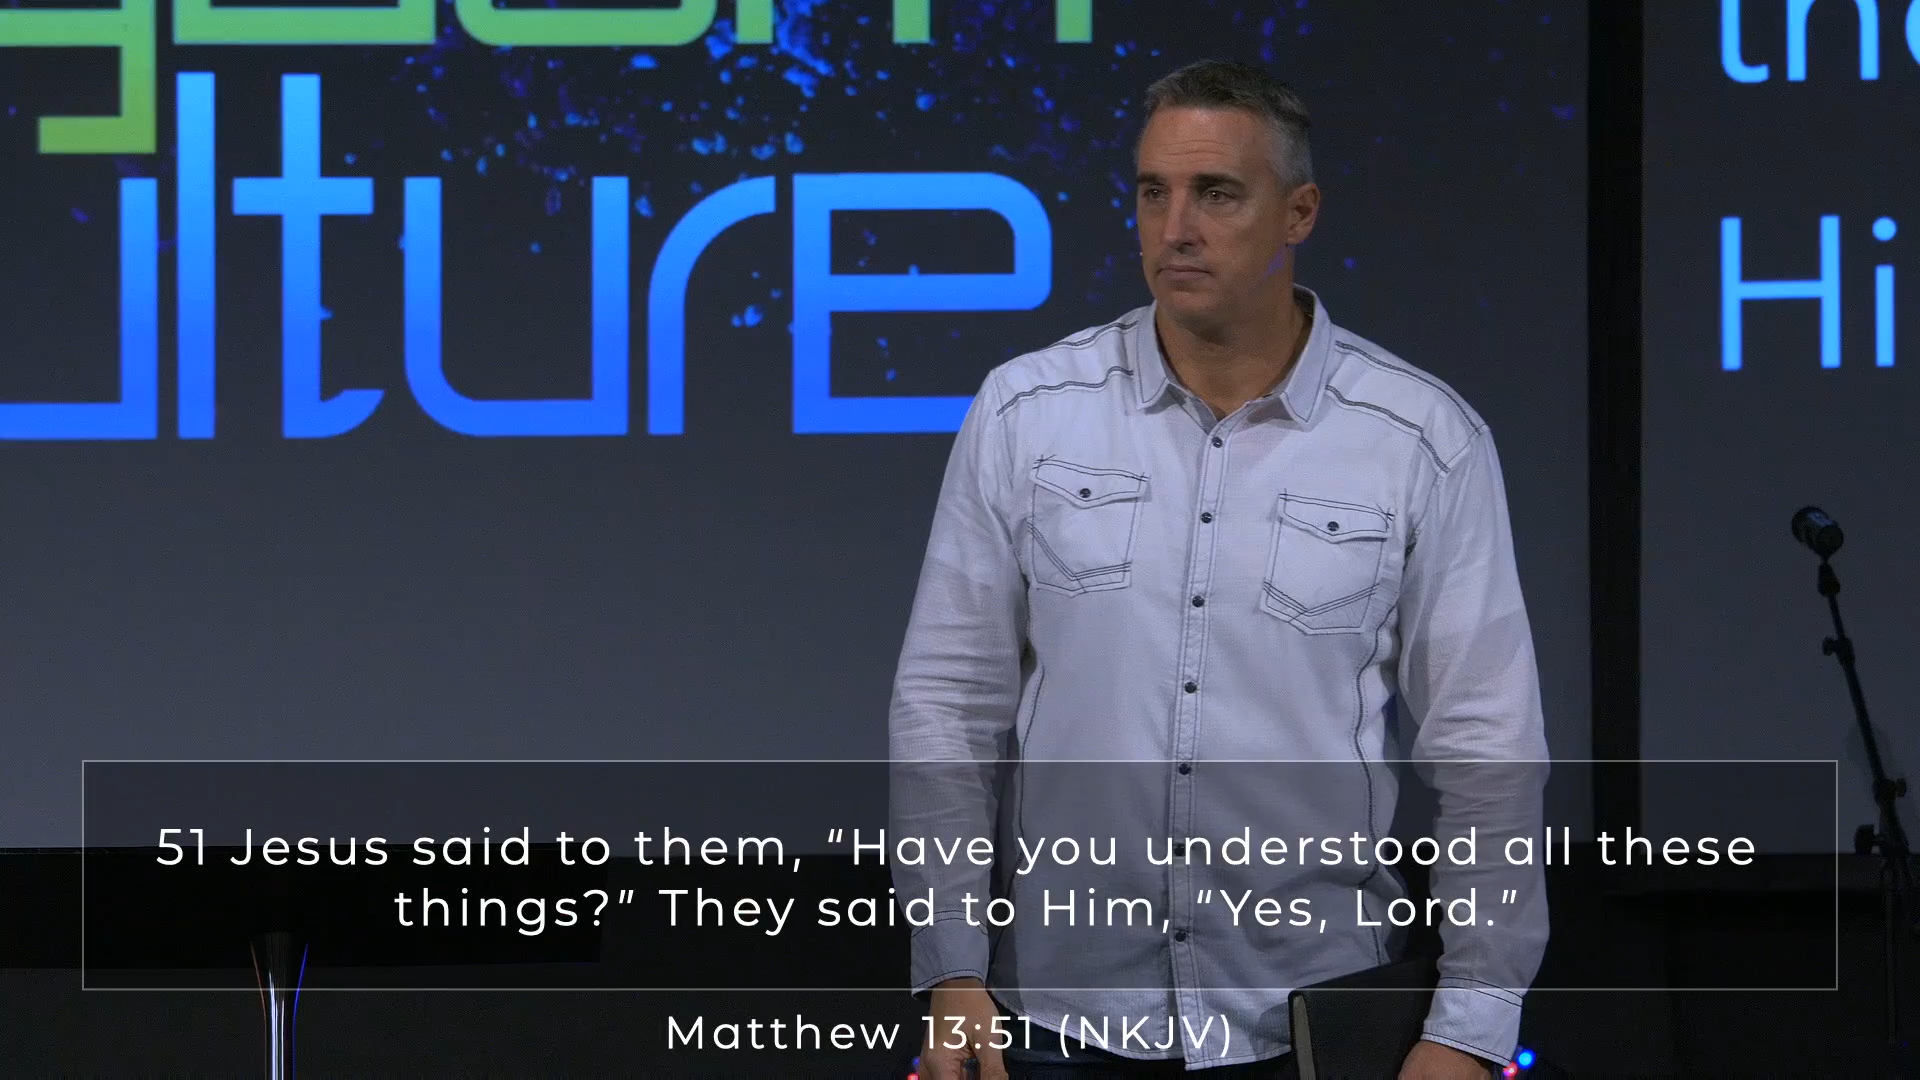 ulture
Hi
51 Jesus said to them, “Have you understood all these
things?” They said to Him, “Yes, Lord.”
Matthew 13:51 (NKJV)